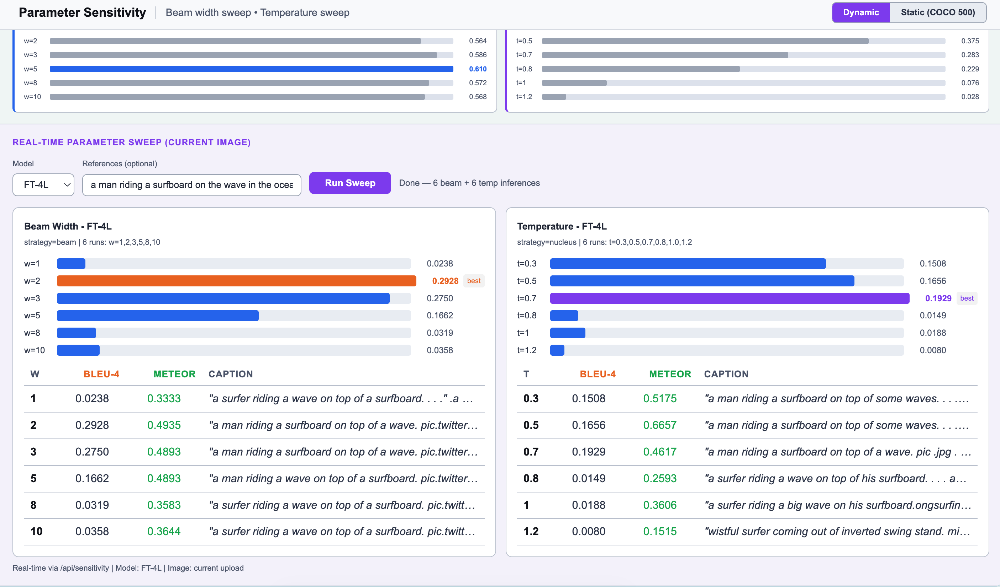 Parameter Sensitivity
Beam width sweep • Temperature sweep
Dynamic
Static (COCO 500)
w=2 0.564
w=3 0.586
w=5 0.610
w=8 0.572
w=10 0.568
t=0.5 0.375
t=0.7 0.283
t=0.8 0.229
t=1 0.076
t=1.2 0.028
REAL-TIME PARAMETER SWEEP (CURRENT IMAGE)
Model
References (optional)
FT-4L
a man riding a surfboard on the wave in the ocea
Run Sweep
Done — 6 beam + 6 temp inferences
Beam Width - FT-4L
strategy=beam | 6 runs: w=1,2,3,5,8,10
w=1 0.0238
w=2 0.2928 best
w=3 0.2750
w=5 0.1662
w=8 0.0319
w=10 0.0358
W BLEU-4 METEOR CAPTION
1 0.0238 0.3333 "a surfer riding a wave on top of a surfboard. . . ." .a ...
2 0.2928 0.4935 "a man riding a surfboard on top of a wave. pic.twitter...
3 0.2750 0.4893 "a man riding a surfboard on top of a wave. pic.twitter...
5 0.1662 0.4893 "a man riding a wave on top of a surfboard. pic.twitter...
8 0.0319 0.3583 "a surfer riding a wave on top of a surfboard. pic.twitt...
10 0.0358 0.3644 "a surfer riding a wave on top of a surfboard. pic.twitt...
Temperature - FT-4L
strategy=nucleus | 6 runs: t=0.3,0.5,0.7,0.8,1.0,1.2
t=0.3 0.1508
t=0.5 0.1656
t=0.7 0.1929 best
t=0.8 0.0149
t=1 0.0188
t=1.2 0.0080
T BLEU-4 METEOR CAPTION
0.3 0.1508 0.5175 "a man riding a surfboard on top of some waves. . . ....
0.5 0.1656 0.6657 "a man riding a surfboard on top of some waves. . . ....
0.7 0.1929 0.4617 "a man riding a surfboard on top of a wave. pic .jpg . ...
0.8 0.0149 0.2593 "a surfer riding a wave on top of his surfboard. . . . a...
1 0.0188 0.3606 "a surfer riding a big wave on his surfboard.ongsurfin...
1.2 0.0080 0.1515 "wistful surfer coming out of inverted swing stand. mi...
Real-time via /api/sensitivity | Model: FT-4L | Image: current upload